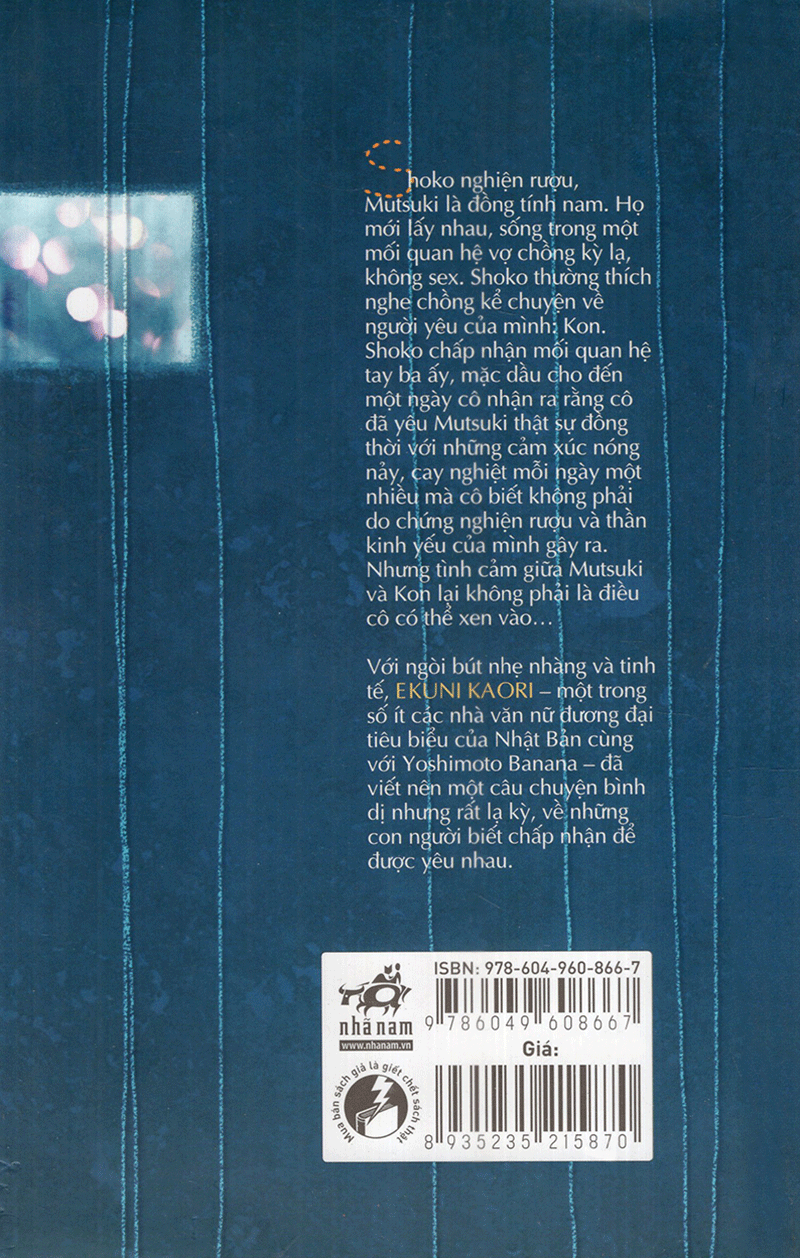 Shoko nghiện rượu,
Mutsuki là đồng tính nam. Họ
mới lấy nhau, sống trong một
mối quan hệ vợ chồng kỳ lạ,
không sex. Shoko thường thích
nghe chồng kể chuyện về
người yêu của mình: Kon.
Shoko chấp nhận mối quan hệ
tay ba ấy, mặc dầu cho đến
một ngày cô nhận ra rằng cô
đã yêu Mutsuki thật sự đồng
thời với những cảm xúc nóng
nảy, cay nghiệt mỗi ngày một
nhiều mà cô biết không phải
do chứng nghiện rượu và thần
kinh yếu của mình gây ra.
Nhưng tình cảm giữa Mutsuki
và Kon lại không phải là điều
cô có thể xen vào…
Với ngòi bút nhẹ nhàng và tinh
tế, EKUNI KAORI – một trong
số ít các nhà văn nữ đương đại
tiêu biểu của Nhật Bản cùng
với Yoshimoto Banana – đã
viết nên một câu chuyện bình
dị nhưng rất lạ kỳ, về những
con người biết chấp nhận để
được yêu nhau.
ISBN: 978-604-960-866-7
9 786049 608667
nhã nam
www.nhanam.vn
Giá:
Mua bán sách giả là giết chết sách thật
8 935235 215870